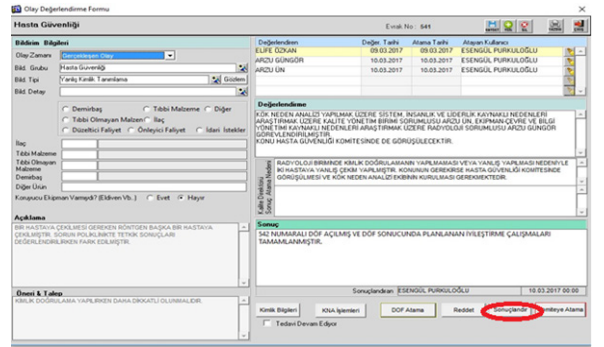 Olay Değerlendirme Formu
Hasta Güvenliği
Evrak No : 541
Bildirim Bilgileri
Olay Zamanı Gerçekleşen Olay
Bild. Grubu Hasta Güvenliği
Bild. Tipi Yanlış Kimlik Tanımlama Gözlem
Bild. Detay
Demirbaş Tıbbi Malzeme Diğer
Tıbbi Olmayan Malzem İlaç
Düzeltici Faliyet Önleyici Faliyet İdari İstekler
İlaç
Tıbbi Malzeme
Tıbbi Olmayan
Malzeme
Demirbaş
Diğer Ürün
Koruyucu Ekipman Varmıydı? (Eldiven Vb. ) Evet Hayır
Açıklama
BİR HASTAYA ÇEKİLMESİ GEREKEN RÖNTGEN BAŞKA BİR HASTAYA
ÇEKİLMİŞTİR. SORUN POLİKLİNİKTE TETKİK SONUÇLARI
DEĞERLENDİRİLİRKEN FARK EDİLMİŞTİR.
Öneri & Talep
KİMLİK DOĞRULAMA YAPILIRKEN DAHA DİKKATLİ OLUNMALIDIR.
Değerlendiren Değer. Tarihi Atama Tarihi Atayan Kullanıcı
ELİFE ÖZKAN 09.03.2017 09.03.2017 ESENGÜL PURKULOĞLU
ARZU GÜNGÖR 10.03.2017 10.03.2017 ESENGÜL PURKULOĞLU
ARZU ÜN 10.03.2017 10.03.2017 ESENGÜL PURKULOĞLU
Değerlendirme
KÖK NEDEN ANALİZİ YAPILMAK ÜZERE SİSTEM, İNSANLIK VE LİDERLİK KAYNAKLI NEDENLERİ
ARAŞTIRMAK ÜZERE KALİTE YÖNETİM BİRİMİ SORUMLUSU ARZU ÜN, EKİPMAN-ÇEVRE VE BİLGİ
YÖNETİMİ KAYNAKLI NEDENLERİ ARAŞTIRMAK ÜZERE RADYOLOJİ SORUMLUSU ARZU GÜNGÖR
GÖREVLENDİRİLMİŞTİR.
KONU HASTA GÜVENLİĞİ KOMİTESİNDE DE GÖRÜŞÜLECEKTİR.
Kalite Direktörü
Sonuç Atama Nedeni
RADYOLOJİ BİRİMİNDE KİMLİK DOĞRULAMANIN YAPILMAMASI VEYA YANLIŞ YAPILMASI NEDENİYLE
İKİ HASTAYA YANLIŞ ÇEKİM YAPILMIŞTIR. KONUNUN GEREKİRSE HASTA GÜVENLİĞİ KOMİTESİNDE
GÖRÜŞÜLMESİ VE KÖK NEDEN ANALİZİ EKİBİNİN KURULMASI GEREKMEKTEDİR.
Sonuç
542 NUMARALI DÖF AÇILMIŞ VE DÖF SONUCUNDA PLANLANAN İYİLEŞTİRME ÇALIŞMALARI
TAMAMLANMIŞTIR.
Sonuçlandıran ESENGÜL PURKULOĞLU 10.03.2017 00:00
Kimlik Bilgileri KNA İşlemleri DÖF Atama Reddet Sonuçlandır Komiteye Atama
Tedavi Devam Ediyor